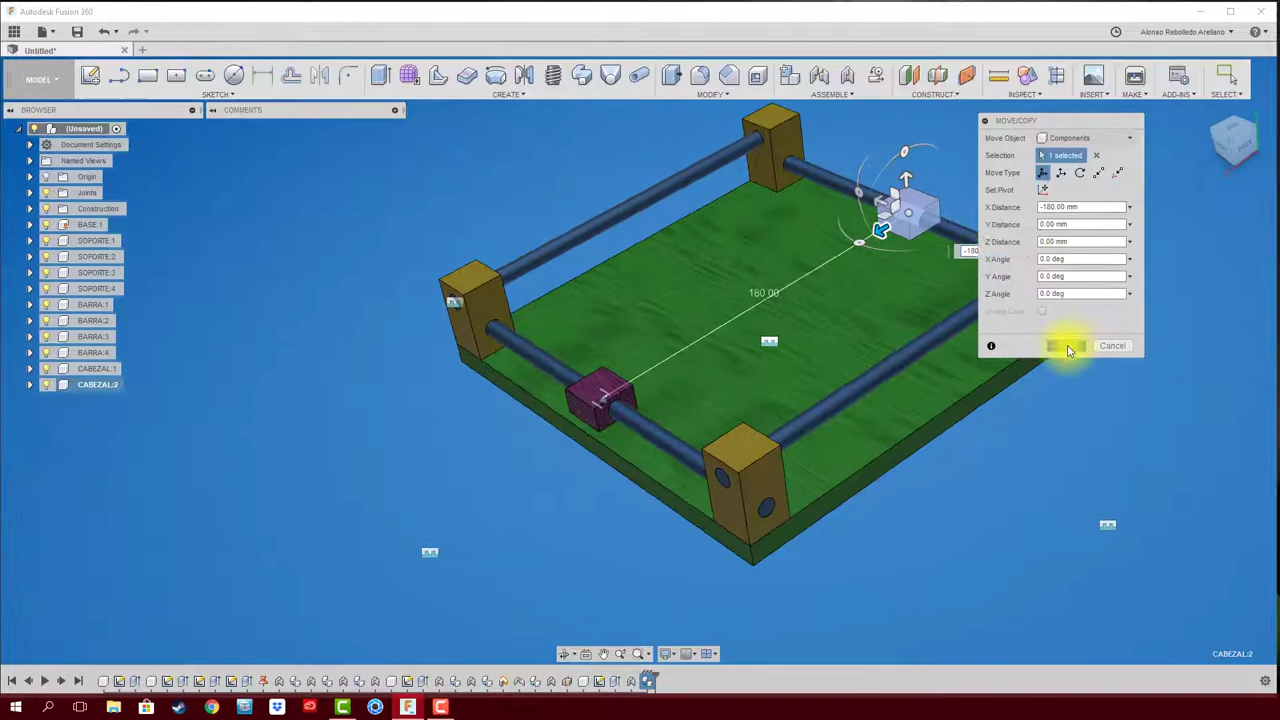 Autodesk Fusion 360
Alonso Rebolledo Arellano
Untitled*
MODEL
SKETCH
CREATE
MODIFY
ASSEMBLE
CONSTRUCT
INSPECT
INSERT
MAKE
ADD-INS
SELECT
BROWSER
COMMENTS
(Unsaved)
Document Settings
Named Views
Origin
Joints
Construction
BASE:1
SOPORTE:1
SOPORTE:2
SOPORTE:3
SOPORTE:4
BARRA:1
BARRA:2
BARRA:3
BARRA:4
CABEZAL:1
CABEZAL:2
MOVE/COPY
Move Object Components
Selection 1 selected
Move Type
Set Pivot
X Distance -180.00 mm
Y Distance 0.00 mm
Z Distance 0.00 mm
X Angle 0.0 deg
Y Angle 0.0 deg
Z Angle 0.0 deg
Cancel
-180
180.00
CABEZAL:2